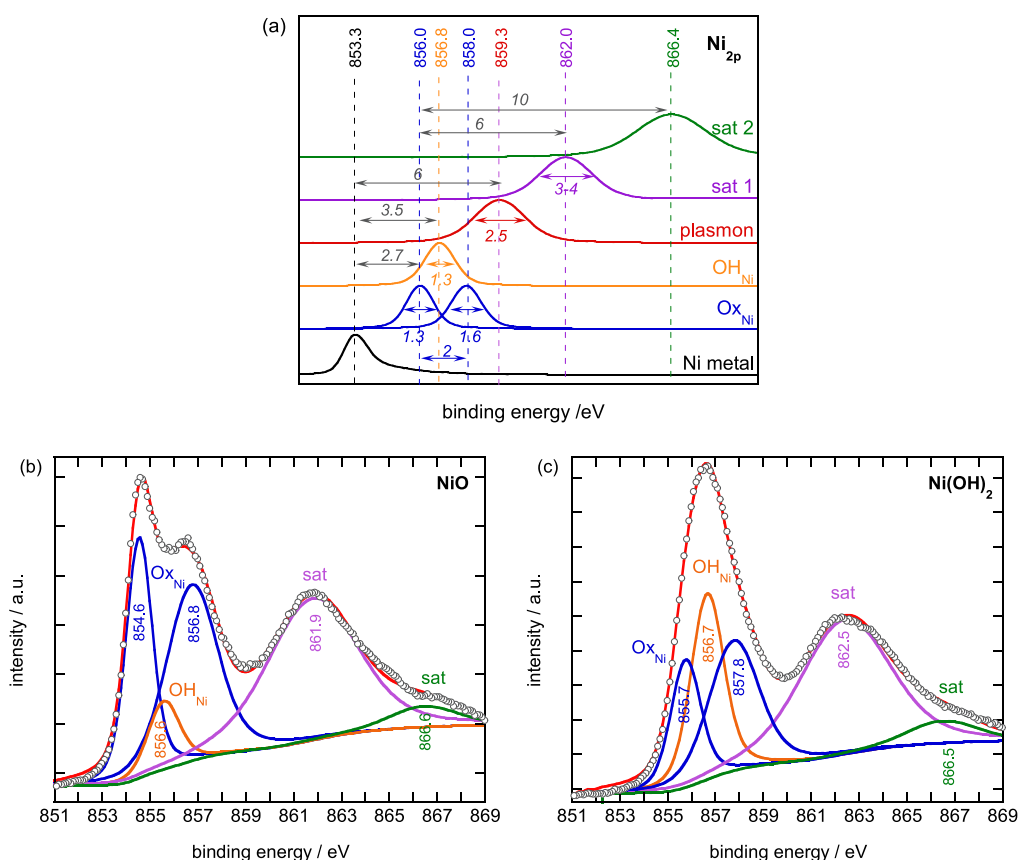 (a)
853.3
856.0
856.8
858.0
859.3
862.0
866.4
Ni2p
10
6
sat 2
6
3-4
sat 1
3.5
2.5
plasmon
2.7
1.3
OHNi
OxNi
1.3
1.6
2
Ni metal
binding energy /eV
(b)
NiO
OxNi
854.6
856.8
OHNi
856.6
sat
861.9
sat
866.6
intensity / a.u.
851 853 855 857 859 861 863 865 867 869
binding energy / eV
(c)
Ni(OH)2
OHNi
856.7
OxNi
855.7
857.8
sat
862.5
sat
866.5
intensity / a.u.
851 853 855 857 859 861 863 865 867 869
binding energy / eV